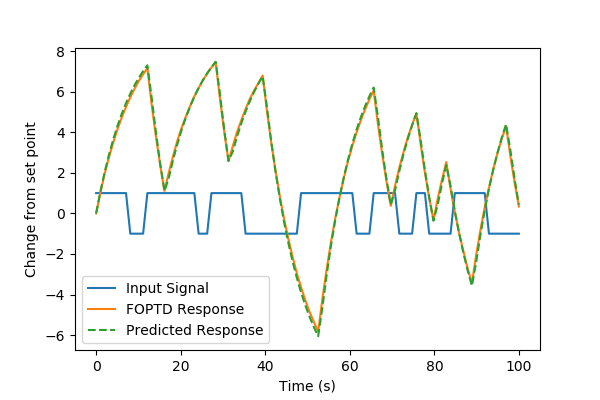 8
6
4
2
0
−2
−4
−6
Change from set point
Input Signal
FOPTD Response
Predicted Response
0 20 40 60 80 100
Time (s)